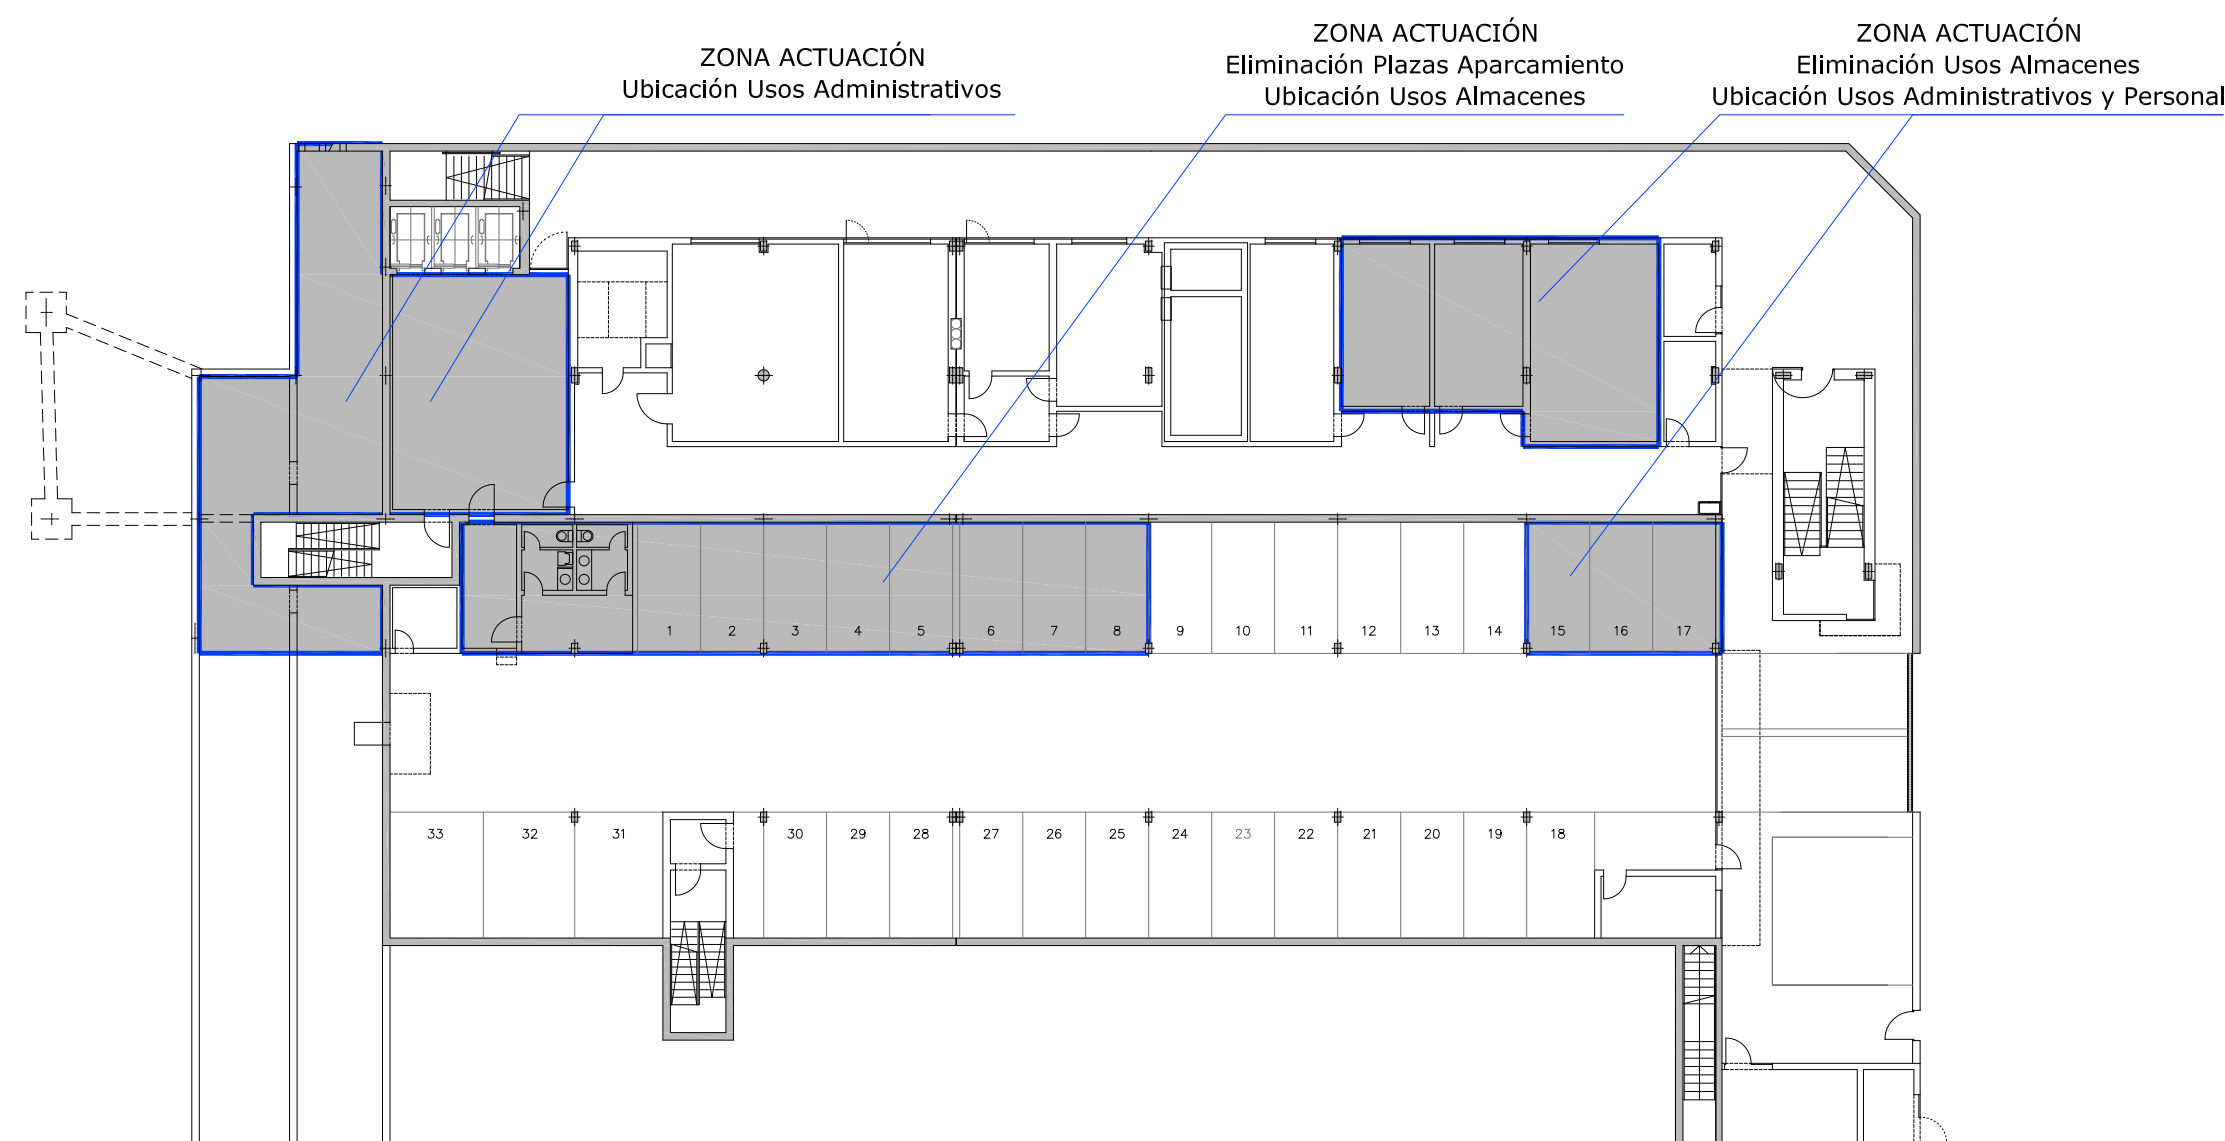 ZONA ACTUACIÓN
Ubicación Usos Administrativos
ZONA ACTUACIÓN
Eliminación Plazas Aparcamiento
Ubicación Usos Almacenes
ZONA ACTUACIÓN
Eliminación Usos Almacenes
Ubicación Usos Administrativos y Personal
1 2 3 4 5 6 7 8 9 10 11 12 13 14 15 16 17
33 32 31 30 29 28 27 26 25 24 23 22 21 20 19 18